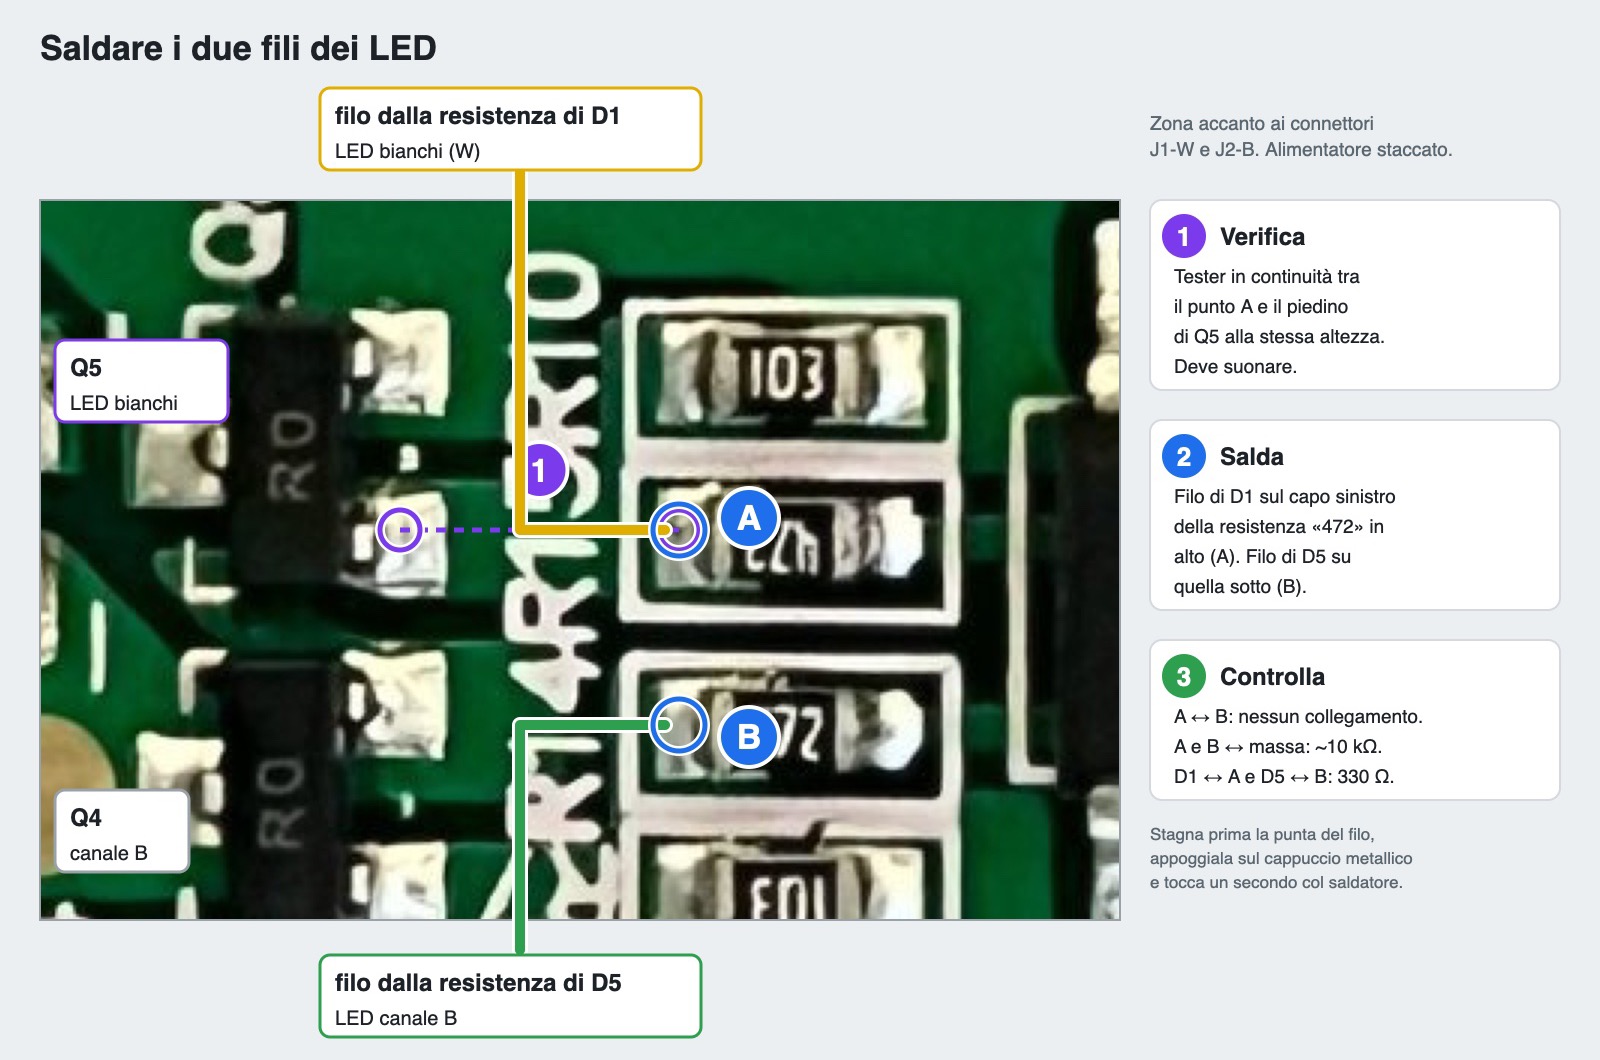 Saldare i due fili dei LED
filo dalla resistenza di D1
LED bianchi (W)
Zona accanto ai connettori
J1-W e J2-B. Alimentatore staccato.
1 Verifica
Tester in continuità tra
il punto A e il piedino
di Q5 alla stessa altezza.
Deve suonare.
2 Salda
Filo di D1 sul capo sinistro
della resistenza «472» in
alto (A). Filo di D5 su
quella sotto (B).
3 Controlla
A ↔ B: nessun collegamento.
A e B ↔ massa: ~10 kΩ.
D1 ↔ A e D5 ↔ B: 330 Ω.
Stagna prima la punta del filo,
appoggiala sul cappuccio metallico
e tocca un secondo col saldatore.
Q5
LED bianchi
RO
103
1
A
B
72
Q4
canale B
RO
103
filo dalla resistenza di D5
LED canale B